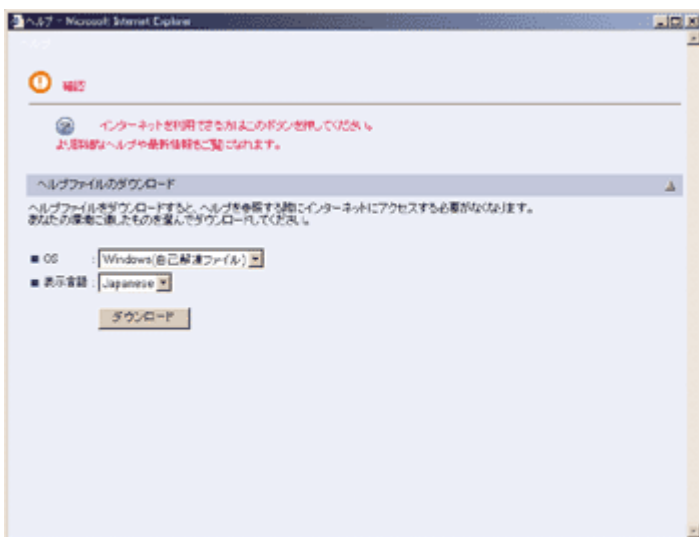 ヘルプ - Microsoft Internet Explorer
ヘルプ
確認
インターネットを利用できる方はこのボタンを押してください。
より詳細なヘルプや最新情報をご覧になれます。
ヘルプファイルのダウンロード
ヘルプファイルをダウンロードすると、ヘルプを参照する際にインターネットにアクセスする必要がなくなります。
あなたの環境に適したものを選んでダウンロードしてください。
■ OS : Windows(自己解凍ファイル)
■ 表示言語 : Japanese
ダウンロード